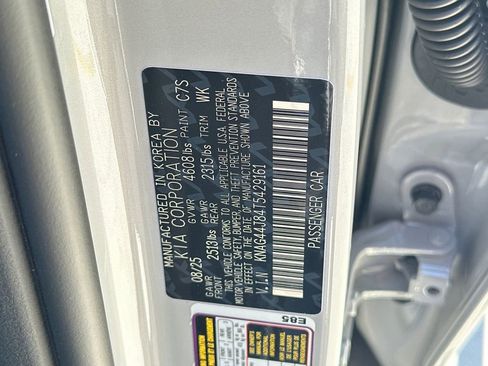 MANUFACTURED IN KOREA BY
KIA CORPORATION
08/25 GVWR 4608lbs PAINT C7S
GAWR FRONT 2513lbs GAWR REAR 2315lbs TRIM WK
THIS VEHICLE CONFORMS TO ALL APPLICABLE U.S.A. FEDERAL
MOTOR VEHICLE SAFETY, BUMPER, AND THEFT PREVENTION STANDARDS
IN EFFECT ON THE DATE OF MANUFACTURE SHOWN ABOVE
V.I.N KNAG44J84T5429161
PASSENGER CAR
E85